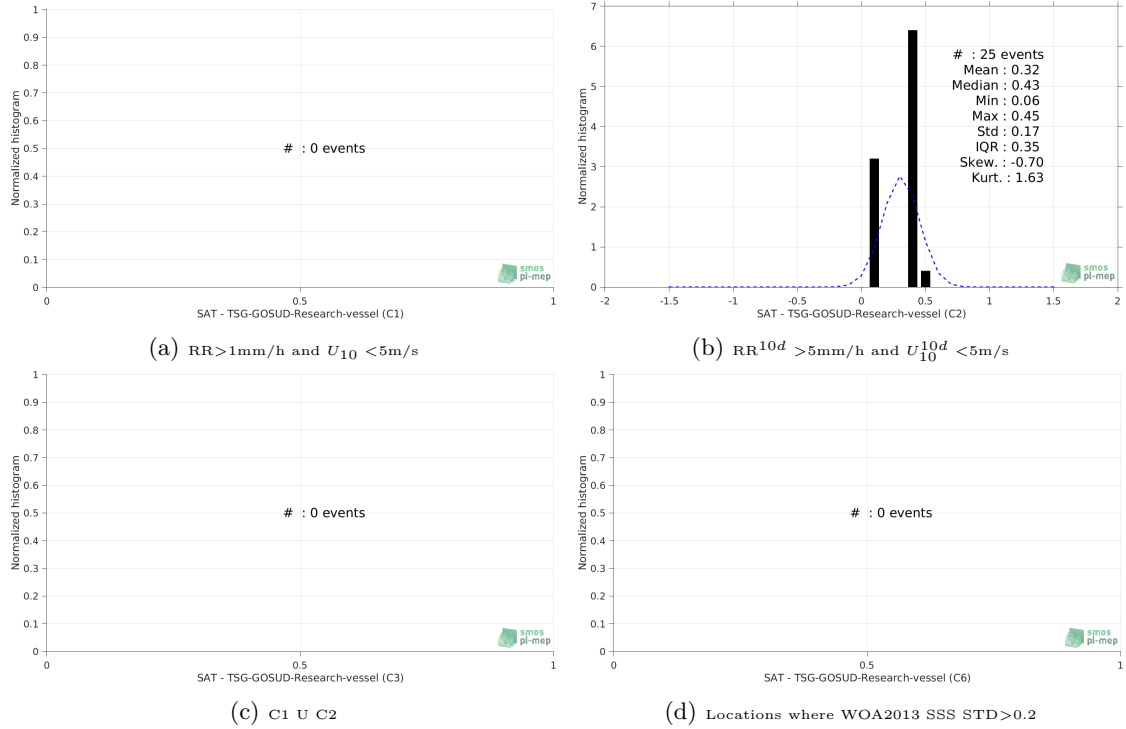 1
0.9
0.8
0.7
0.6
0.5
0.4
0.3
0.2
0.1
0
Normalized histogram
# : 0 events
smos
pi-mep
0 0.5 1
SAT - TSG-GOSUD-Research-vessel (C1)
(a) RR>1mm/h and U10 <5m/s
7
6
5
4
3
2
1
0
Normalized histogram
# : 25 events
Mean : 0.32
Median : 0.43
Min : 0.06
Max : 0.45
Std : 0.17
IQR : 0.35
Skew. : -0.70
Kurt. : 1.63
smos
pi-mep
-2 -1.5 -1 -0.5 0 0.5 1 1.5 2
SAT - TSG-GOSUD-Research-vessel (C2)
(b) RR^10d >5mm/h and U10^10d <5m/s
1
0.9
0.8
0.7
0.6
0.5
0.4
0.3
0.2
0.1
0
Normalized histogram
# : 0 events
smos
pi-mep
0 0.5 1
SAT - TSG-GOSUD-Research-vessel (C3)
(c) C1 U C2
1
0.9
0.8
0.7
0.6
0.5
0.4
0.3
0.2
0.1
0
Normalized histogram
# : 0 events
smos
pi-mep
0 0.5 1
SAT - TSG-GOSUD-Research-vessel (C6)
(d) Locations where WOA2013 SSS STD>0.2